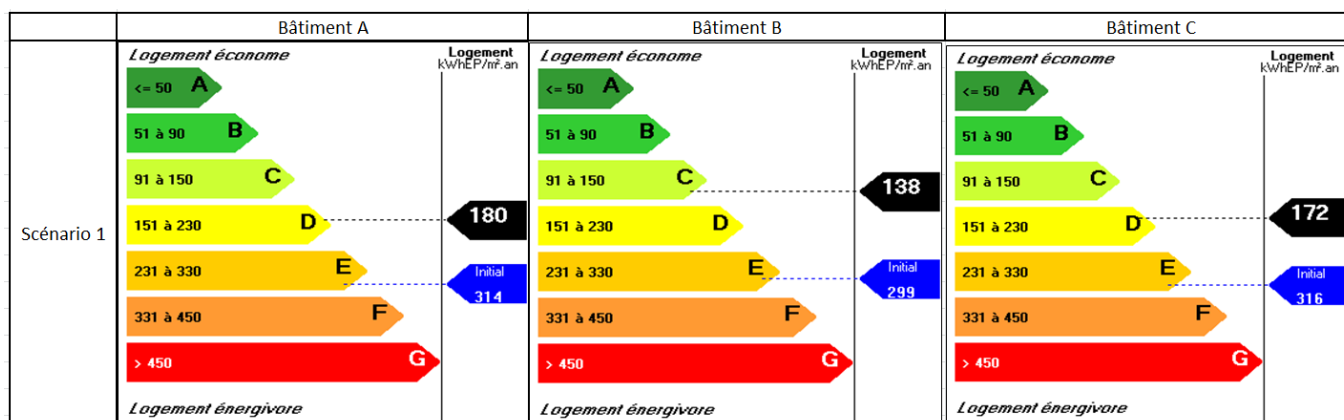 Bâtiment A
Bâtiment B
Bâtiment C
Scénario 1
Logement économe
Logement
kWhEP/m².an
<= 50 A
51 à 90 B
91 à 150 C
151 à 230 D
231 à 330 E
331 à 450 F
> 450 G
180
Initial
314
Logement énergivore
Logement économe
Logement
kWhEP/m².an
<= 50 A
51 à 90 B
91 à 150 C
151 à 230 D
231 à 330 E
331 à 450 F
> 450 G
138
Initial
299
Logement énergivore
Logement économe
Logement
kWhEP/m².an
<= 50 A
51 à 90 B
91 à 150 C
151 à 230 D
231 à 330 E
331 à 450 F
> 450 G
172
Initial
316
Logement énergivore